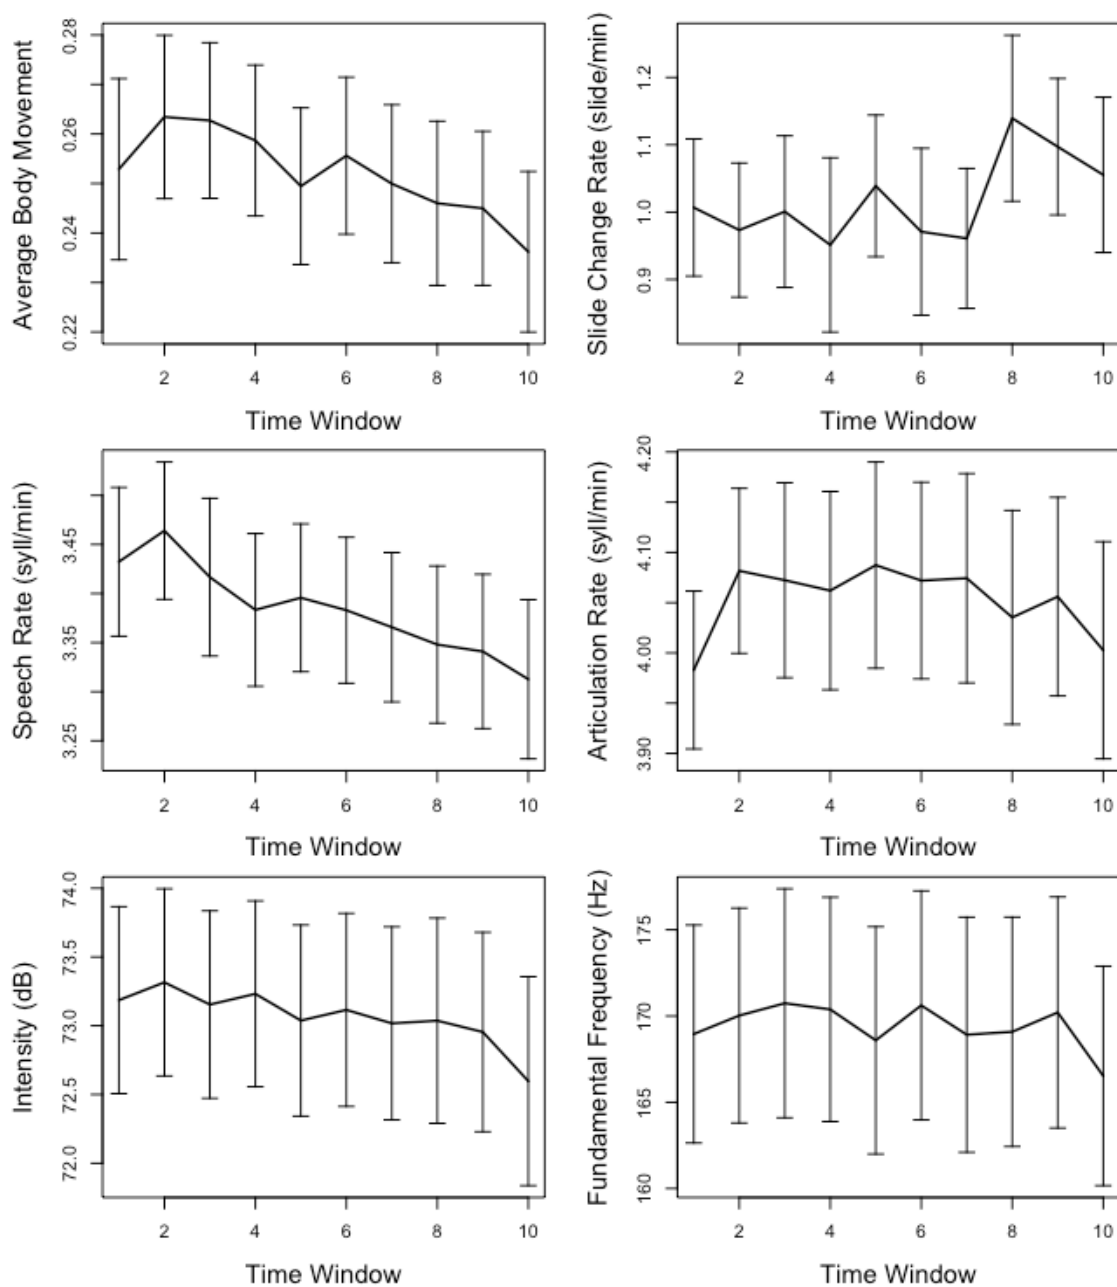 Average Body Movement
0.28
0.26
0.24
0.22
2 4 6 8 10
Time Window
Slide Change Rate (slide/min)
1.2
1.1
1.0
0.9
2 4 6 8 10
Time Window
Speech Rate (syll/min)
3.45
3.35
3.25
2 4 6 8 10
Time Window
Articulation Rate (syll/min)
4.20
4.10
4.00
3.90
2 4 6 8 10
Time Window
Intensity (dB)
74.0
73.5
73.0
72.5
72.0
2 4 6 8 10
Time Window
Fundamental Frequency (Hz)
175
170
165
160
2 4 6 8 10
Time Window